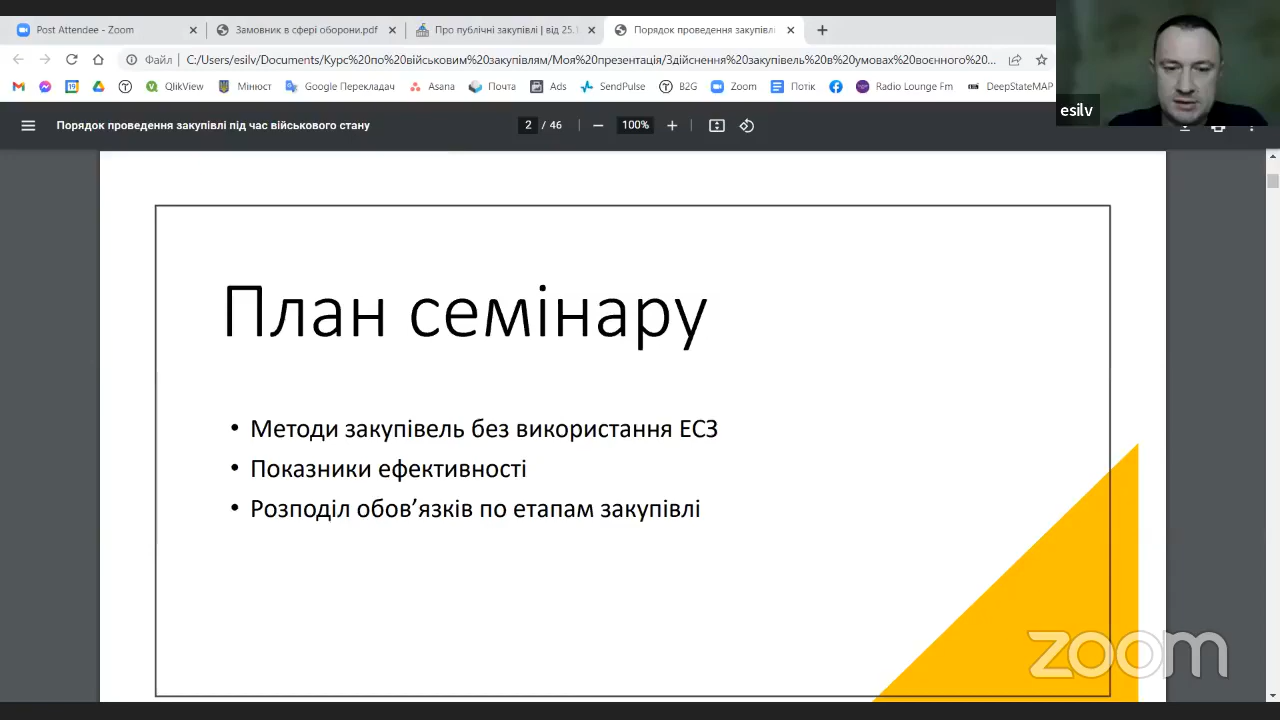 Post Attendee - Zoom
Замовник в сфері оборони.pdf
Про публічні закупівлі | від 25.1
Порядок проведення закупівлі
Файл
C:/Users/esilv/Documents/Курс%20по%20військовим%20закупівлям/Моя%20презентація/Здійснення%20закупівель%20в%20умовах%20воєнного%20...
QlikView
Мінюст
Google Перекладач
Asana
Почта
Ads
SendPulse
B2G
Zoom
Потік
Radio Lounge Fm
DeepStateMAP
esilv
Порядок проведення закупівлі під час військового стану
2 / 46
100%
План семінару
• Методи закупівель без використання ЕСЗ
• Показники ефективності
• Розподіл обов’язків по етапам закупівлі
zoom